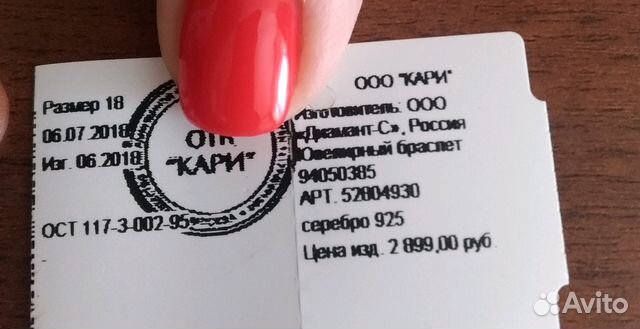 Размер 18
06.07.2018
Изг. 06.2018
ОТК
"КАРИ"
ОСТ 117-3-002-95
ООО "КАРИ"
Изготовитель: ООО
«Диамант-С», Россия
Ювелирный браслет
94050385
АРТ. 52804930
серебро 925
Цена изд. 2 899,00 руб.
Avito